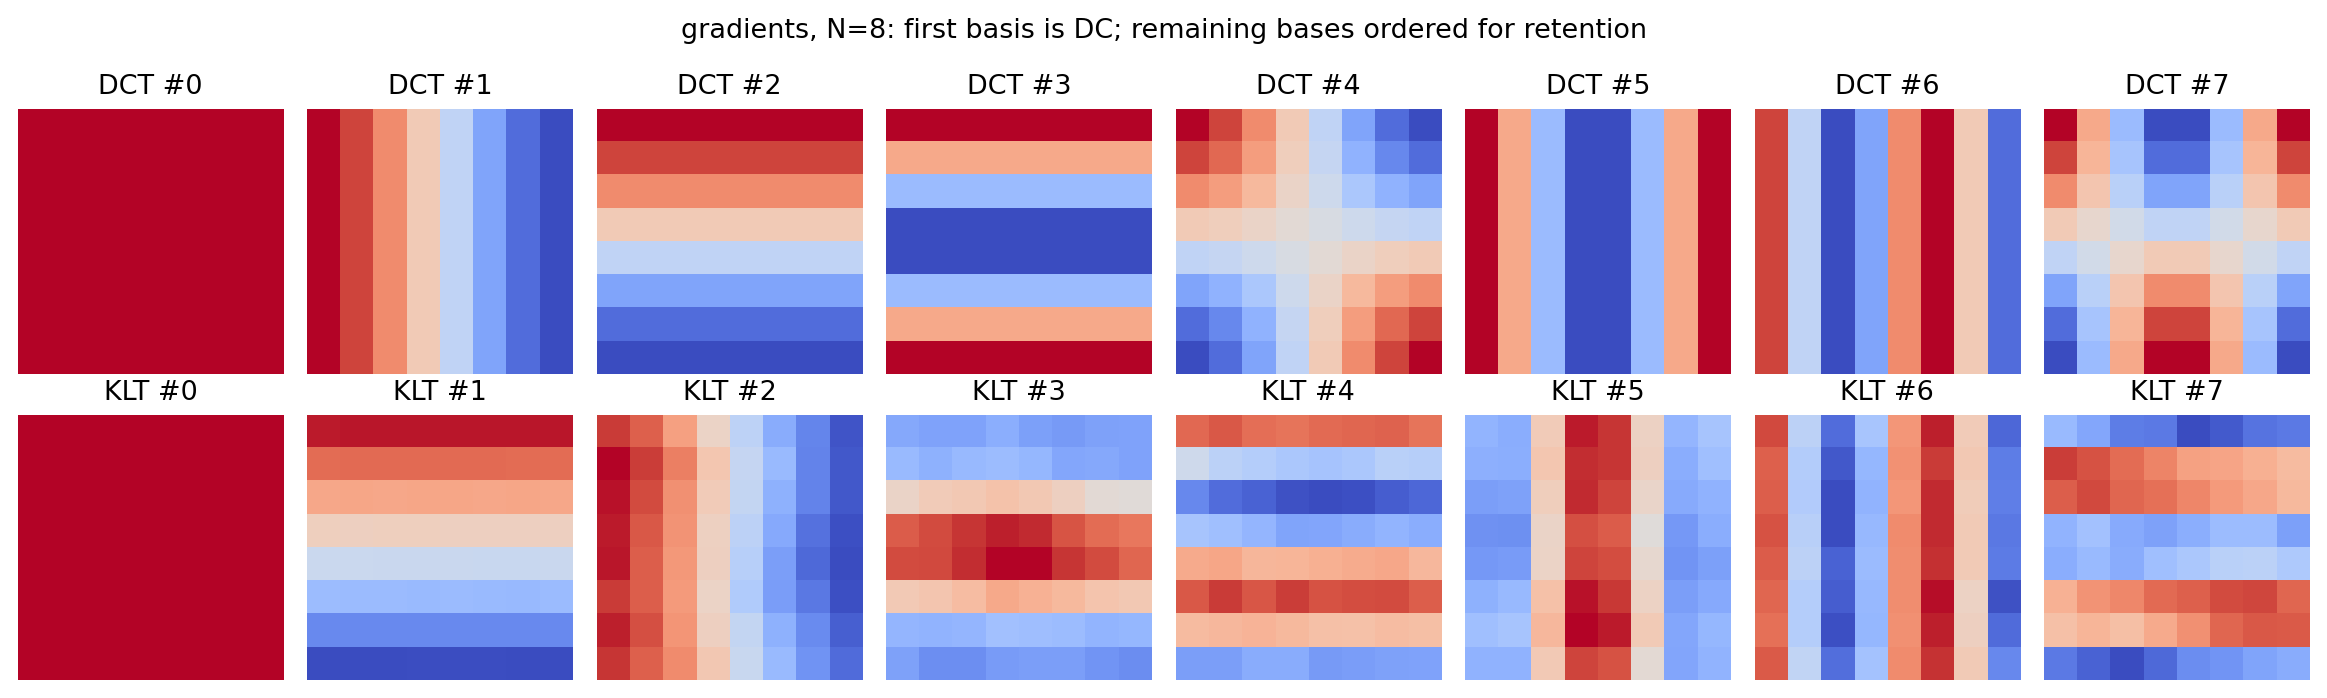 gradients, N=8: first basis is DC; remaining bases ordered for retention
DCT #0 DCT #1 DCT #2 DCT #3 DCT #4 DCT #5 DCT #6 DCT #7
KLT #0 KLT #1 KLT #2 KLT #3 KLT #4 KLT #5 KLT #6 KLT #7